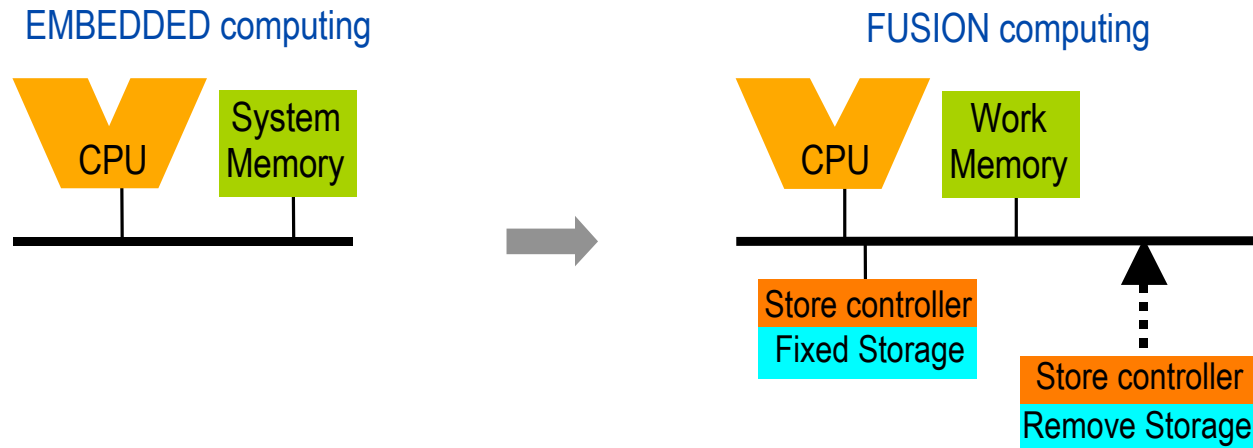 EMBEDDED computing
CPU
System
Memory
FUSION computing
CPU
Work
Memory
Store controller
Fixed Storage
Store controller
Remove Storage